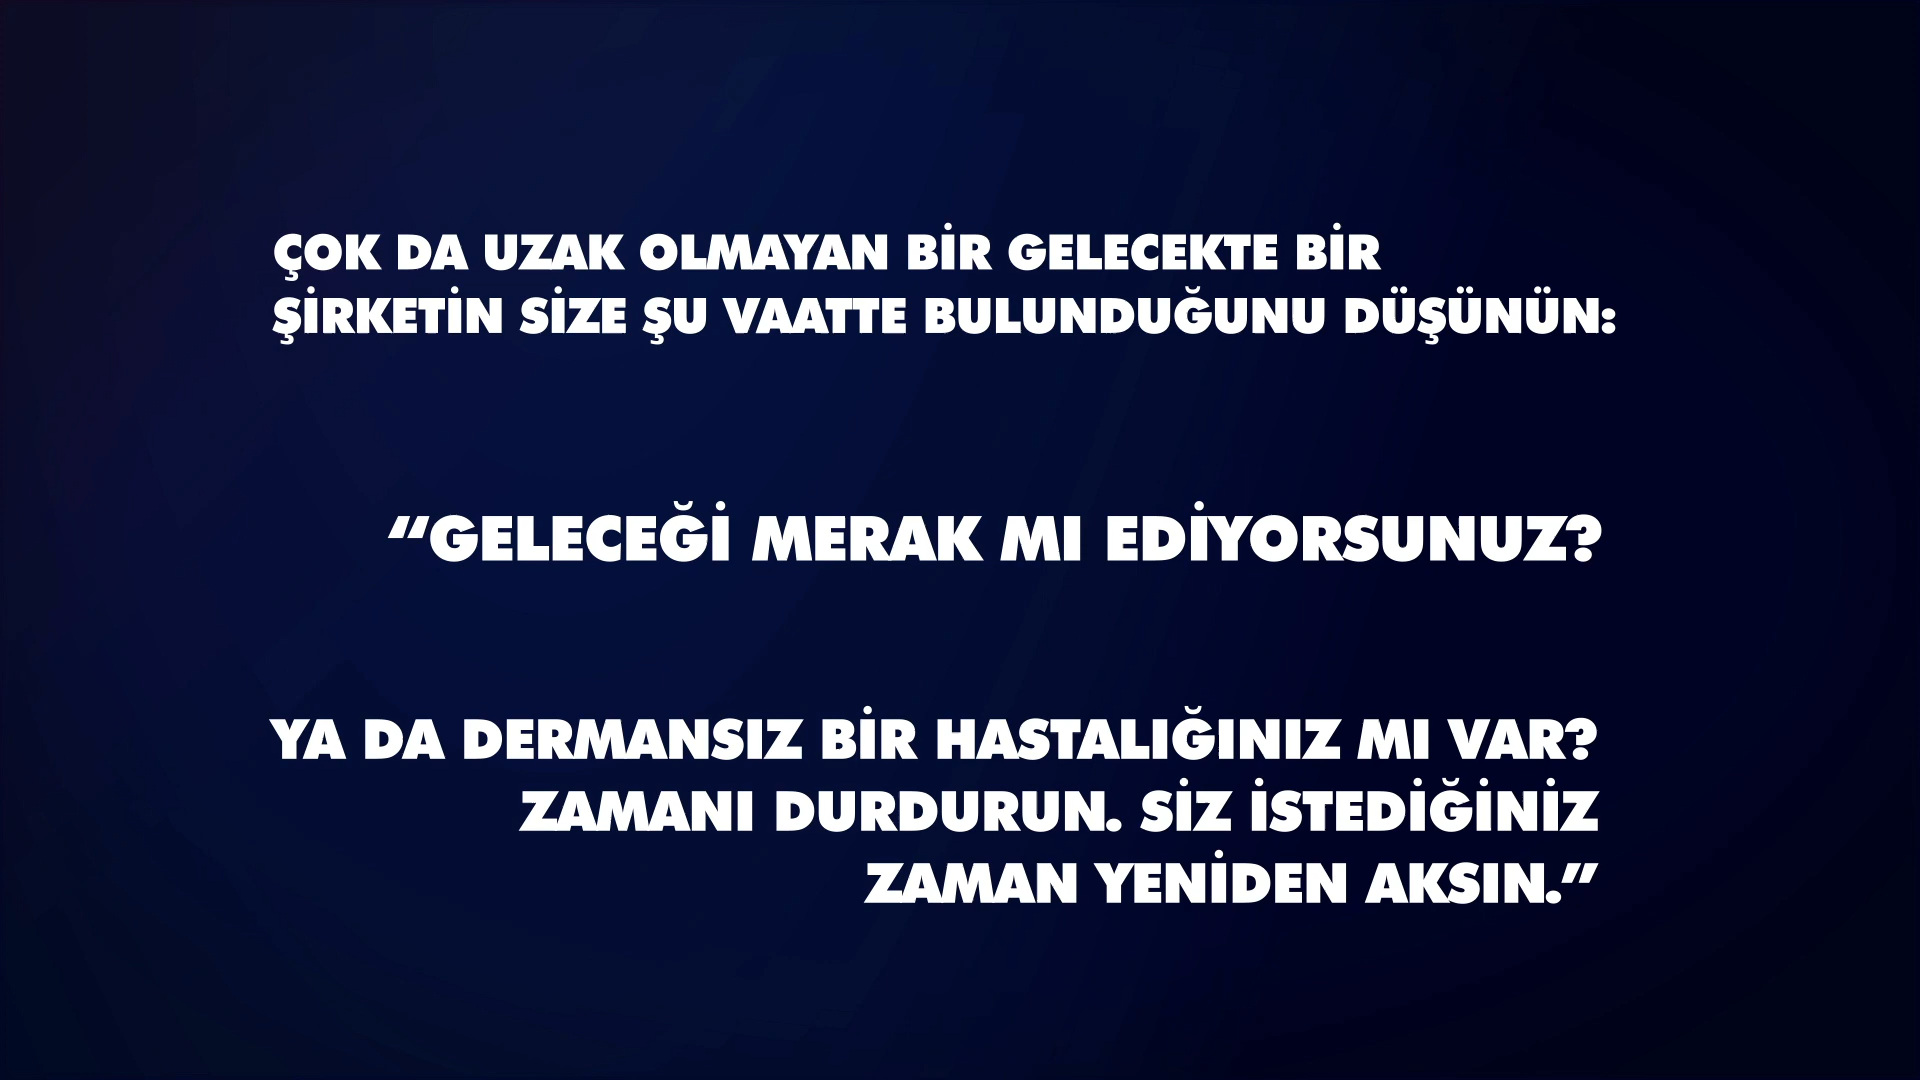 ÇOK DA UZAK OLMAYAN BİR GELECEKTE BİR
ŞİRKETİN SİZE ŞU VAATTE BULUNDUĞUNU DÜŞÜNÜN:
“GELECEĞİ MERAK MI EDİYORSUNUZ?
YA DA DERMANSIZ BİR HASTALIĞINIZ MI VAR?
ZAMANI DURDURUN. SİZ İSTEDİĞİNİZ
ZAMAN YENİDEN AKSIN.”